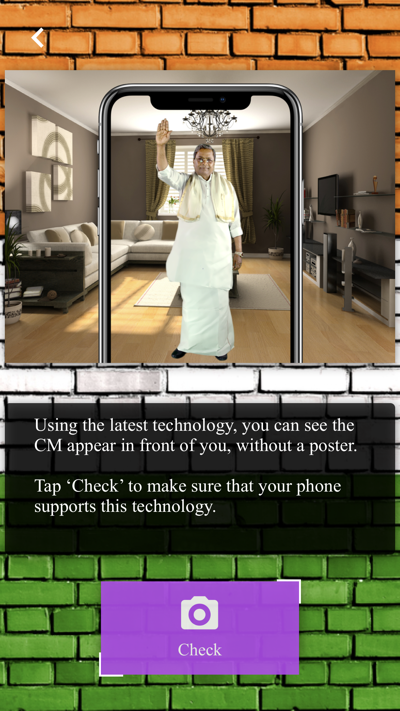 Using the latest technology, you can see the
CM appear in front of you, without a poster.
Tap ‘Check’ to make sure that your phone
supports this technology.
Check